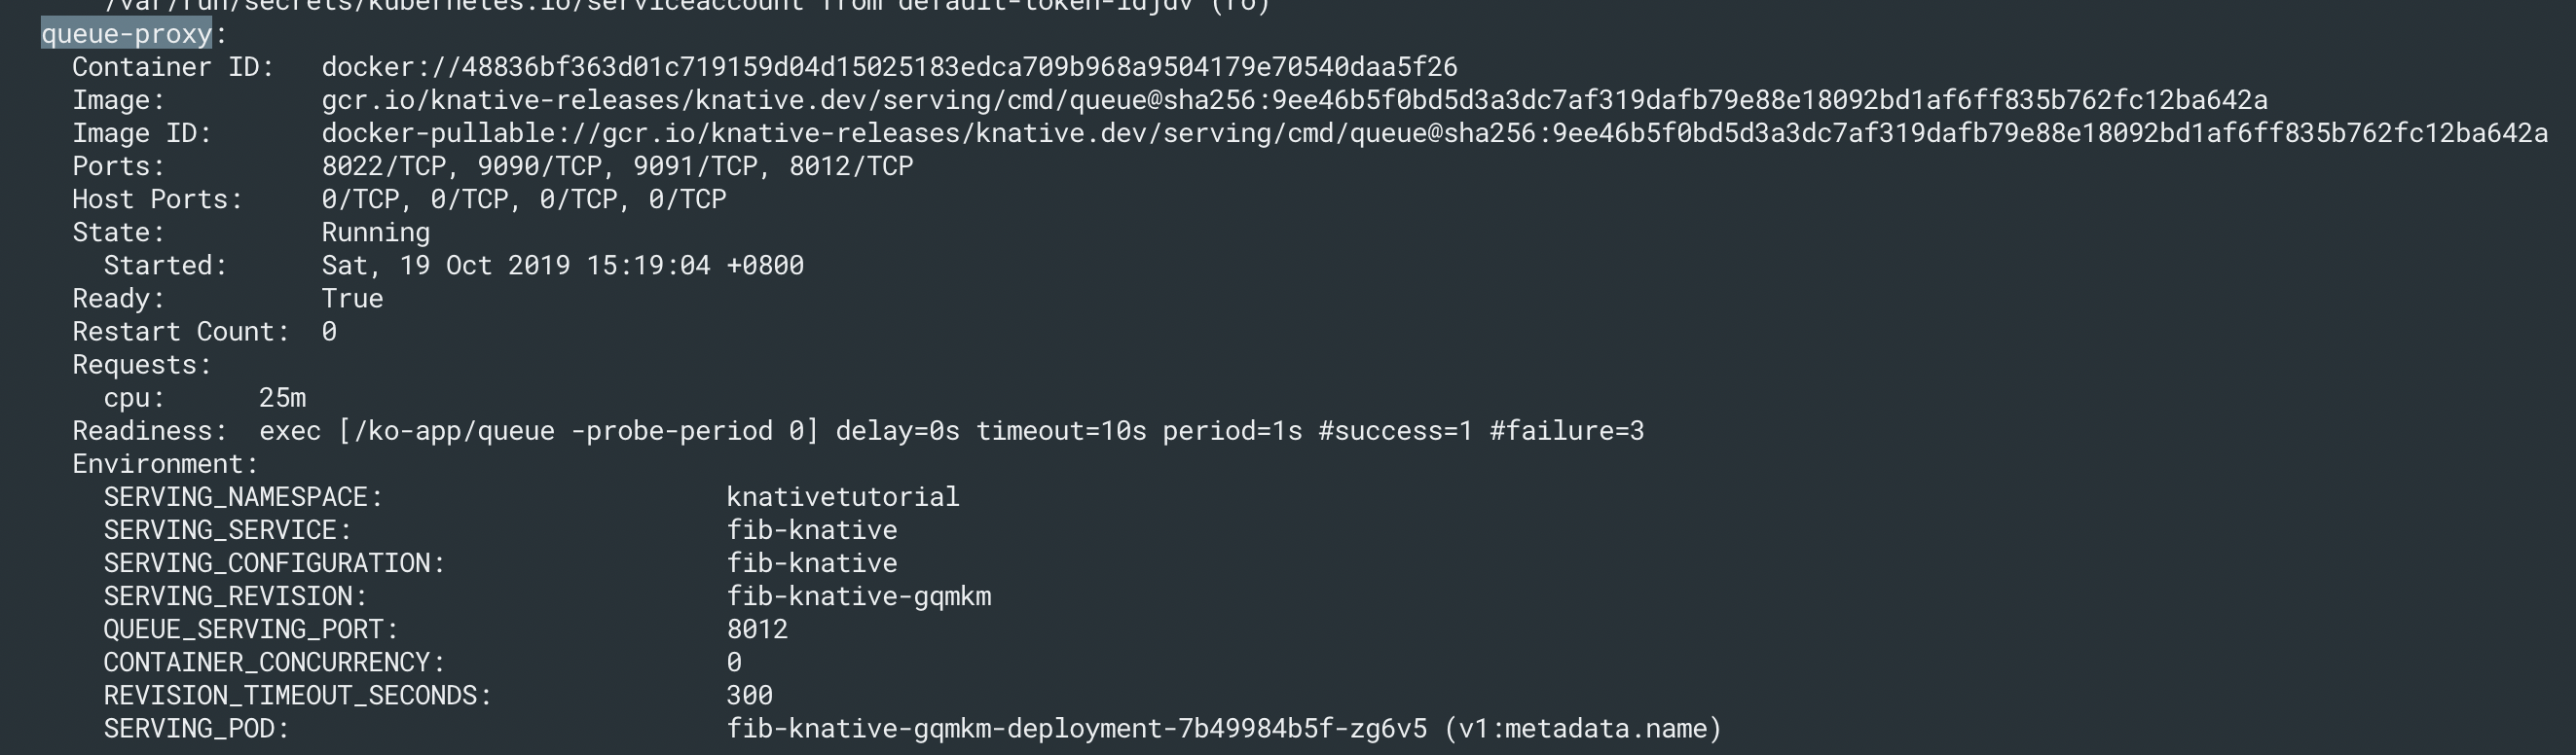 /var/run/secrets/kubernetes.io/serviceaccount from default-token-ldjdv (ro)
queue-proxy:
Container ID: docker://48836bf363d01c719159d04d15025183edca709b968a9504179e70540daa5f26
Image: gcr.io/knative-releases/knative.dev/serving/cmd/queue@sha256:9ee46b5f0bd5d3a3dc7af319dafb79e88e18092bd1af6ff835b762fc12ba642a
Image ID: docker-pullable://gcr.io/knative-releases/knative.dev/serving/cmd/queue@sha256:9ee46b5f0bd5d3a3dc7af319dafb79e88e18092bd1af6ff835b762fc12ba642a
Ports: 8022/TCP, 9090/TCP, 9091/TCP, 8012/TCP
Host Ports: 0/TCP, 0/TCP, 0/TCP, 0/TCP
State: Running
Started: Sat, 19 Oct 2019 15:19:04 +0800
Ready: True
Restart Count: 0
Requests:
cpu: 25m
Readiness: exec [/ko-app/queue -probe-period 0] delay=0s timeout=10s period=1s #success=1 #failure=3
Environment:
SERVING_NAMESPACE: knativetutorial
SERVING_SERVICE: fib-knative
SERVING_CONFIGURATION: fib-knative
SERVING_REVISION: fib-knative-gqmkm
QUEUE_SERVING_PORT: 8012
CONTAINER_CONCURRENCY: 0
REVISION_TIMEOUT_SECONDS: 300
SERVING_POD: fib-knative-gqmkm-deployment-7b49984b5f-zg6v5 (v1:metadata.name)